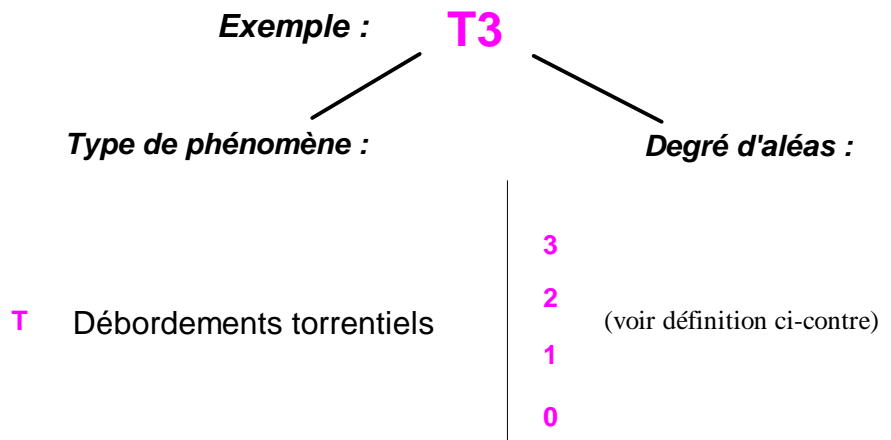 Exemple : T3
Type de phénomène :
Degré d'aléas :
T Débordements torrentiels
3
2
(voir définition ci-contre)
1
0